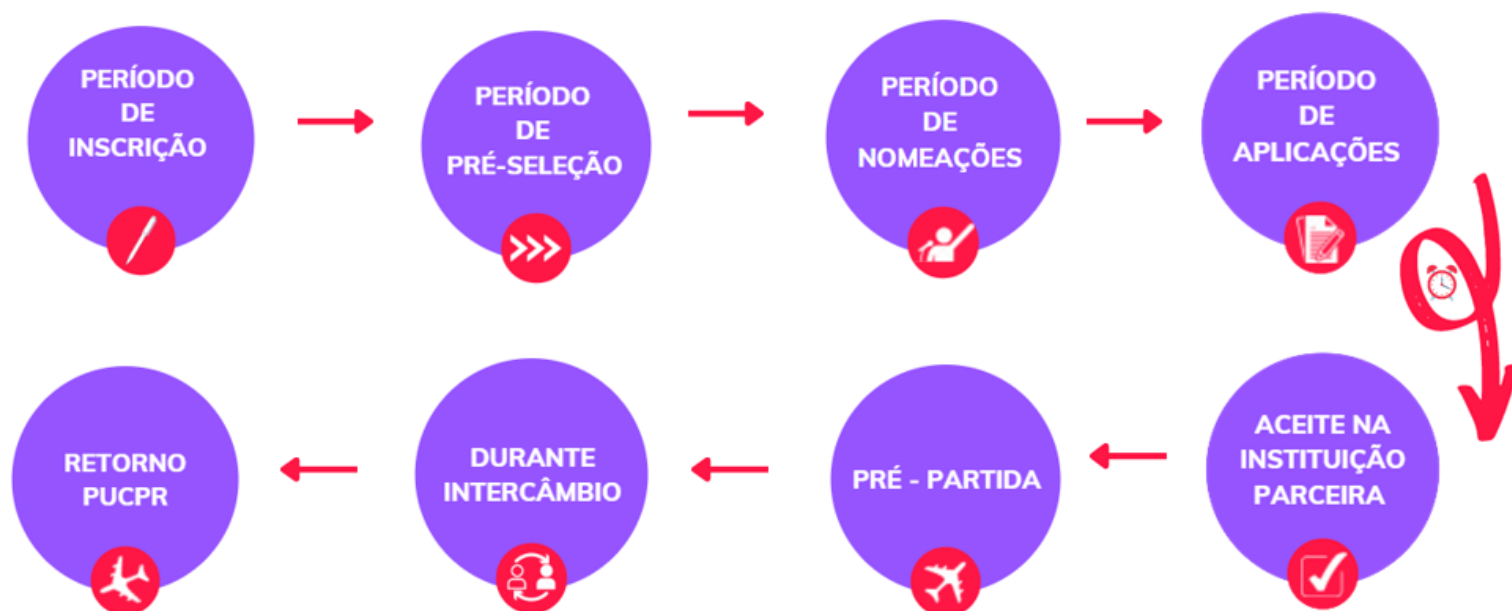 PERÍODO
DE
INSCRIÇÃO
PERÍODO
DE
PRÉ-SELEÇÃO
PERÍODO
DE
NOMEAÇÕES
PERÍODO
DE
APLICAÇÕES
ACEITE NA
INSTITUIÇÃO
PARCEIRA
PRÉ - PARTIDA
DURANTE
INTERCÂMBIO
RETORNO
PUCPR